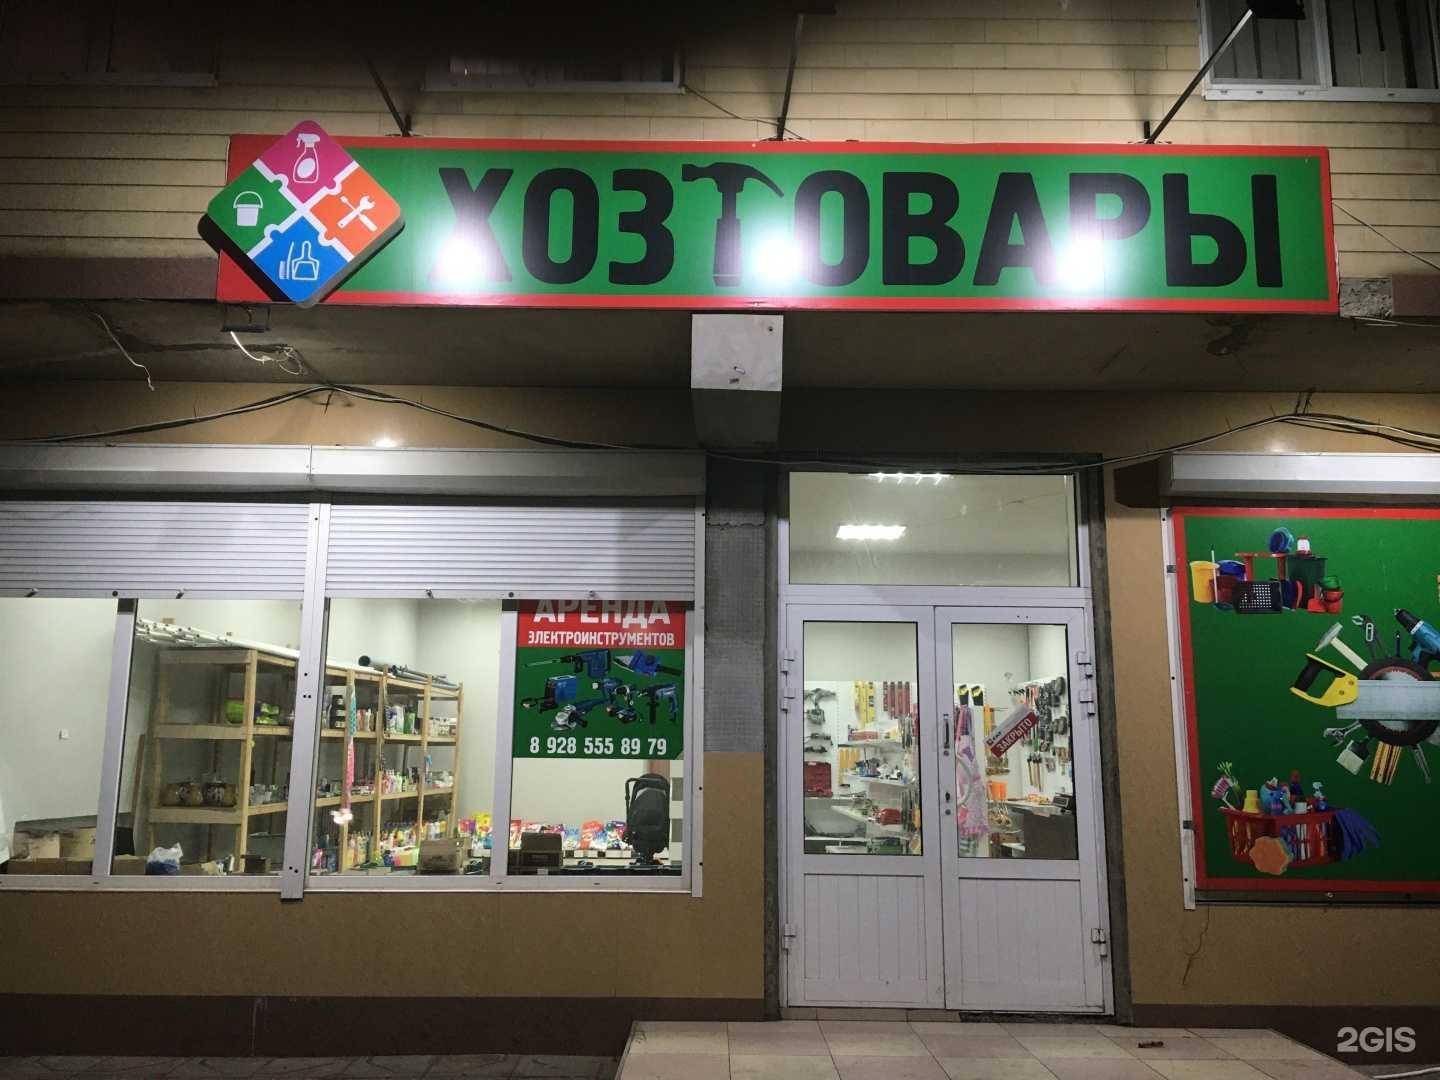 ХОЗТОВАРЫ
АРЕНДА
ЭЛЕКТРОИНСТРУМЕНТОВ
8 928 555 89 79
ЗАКРЫТО
2GIS